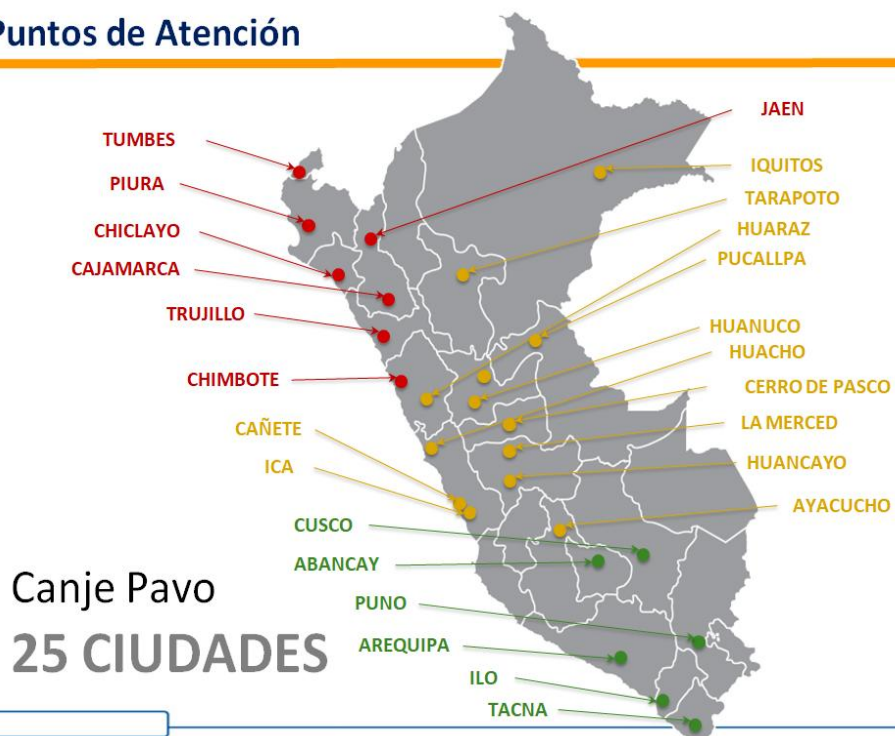 Puntos de Atención
JAEN
TUMBES
IQUITOS
PIURA
TARAPOTO
HUARAZ
CHICLAYO
PUCALLPA
CAJAMARCA
TRUJILLO
HUANUCO
HUACHO
CHIMBOTE
CERRO DE PASCO
LA MERCED
CAÑETE
HUANCAYO
ICA
AYACUCHO
CUSCO
ABANCAY
Canje Pavo
PUNO
25 CIUDADES
AREQUIPA
ILO
TACNA